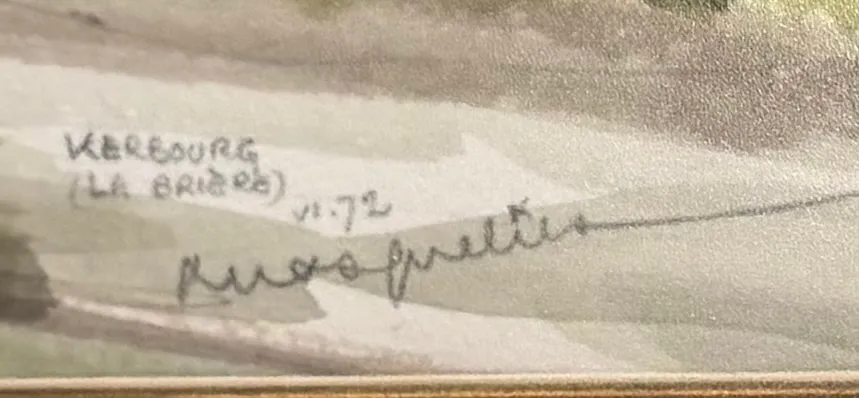 KERBOURG
(LA BRIÈRE)
VI.72